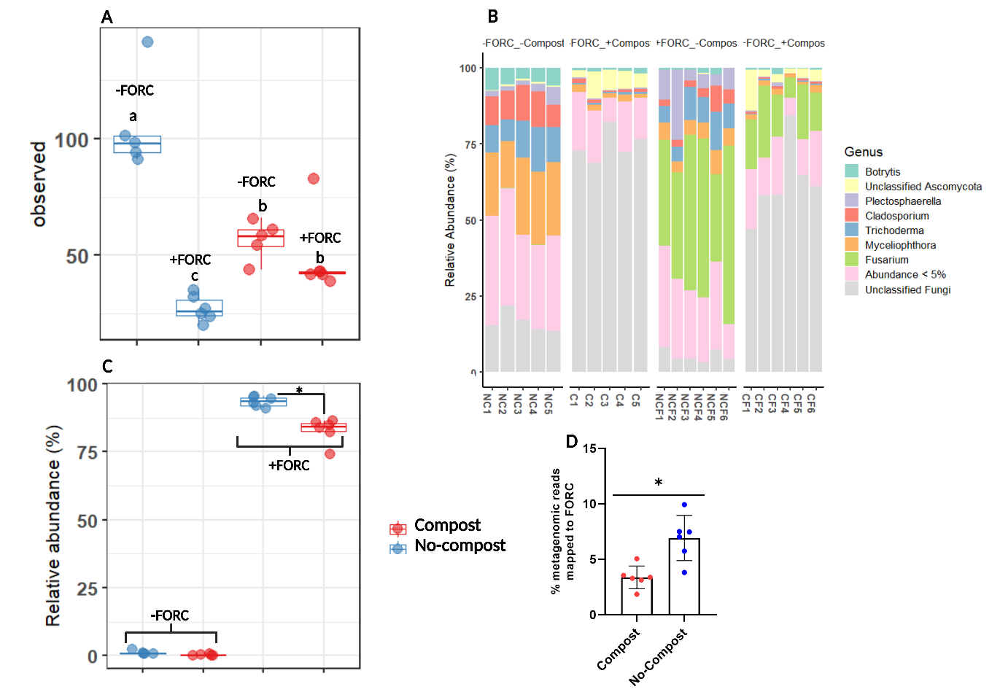 A
-FORC
a
100
50
observed
+FORC
c
-FORC
b
+FORC
b
B
-FORC_-Compost
-FORC_+Compos
+FORC_-Compos
-FORC_+Compos
Relative Abundance (%)
100
75
50
25
0
NC1
NC2
NC3
NC4
NC5
C1
C2
C3
C4
C5
NCF1
NCF2
NCF3
NCF4
NCF5
NCF6
CF1
CF2
CF3
CF4
CF5
CF6
Genus
Botrytis
Unclassified Ascomycota
Plectosphaerella
Cladosporium
Trichoderma
Myceliophthora
Fusarium
Abundance < 5%
Unclassified Fungi
C
Relative abundance (%)
100
75
50
25
0
*
+FORC
-FORC
Compost
No-compost
D
% metagenomic reads
mapped to FORC
15
10
5
0
*
Compost
No-Compost